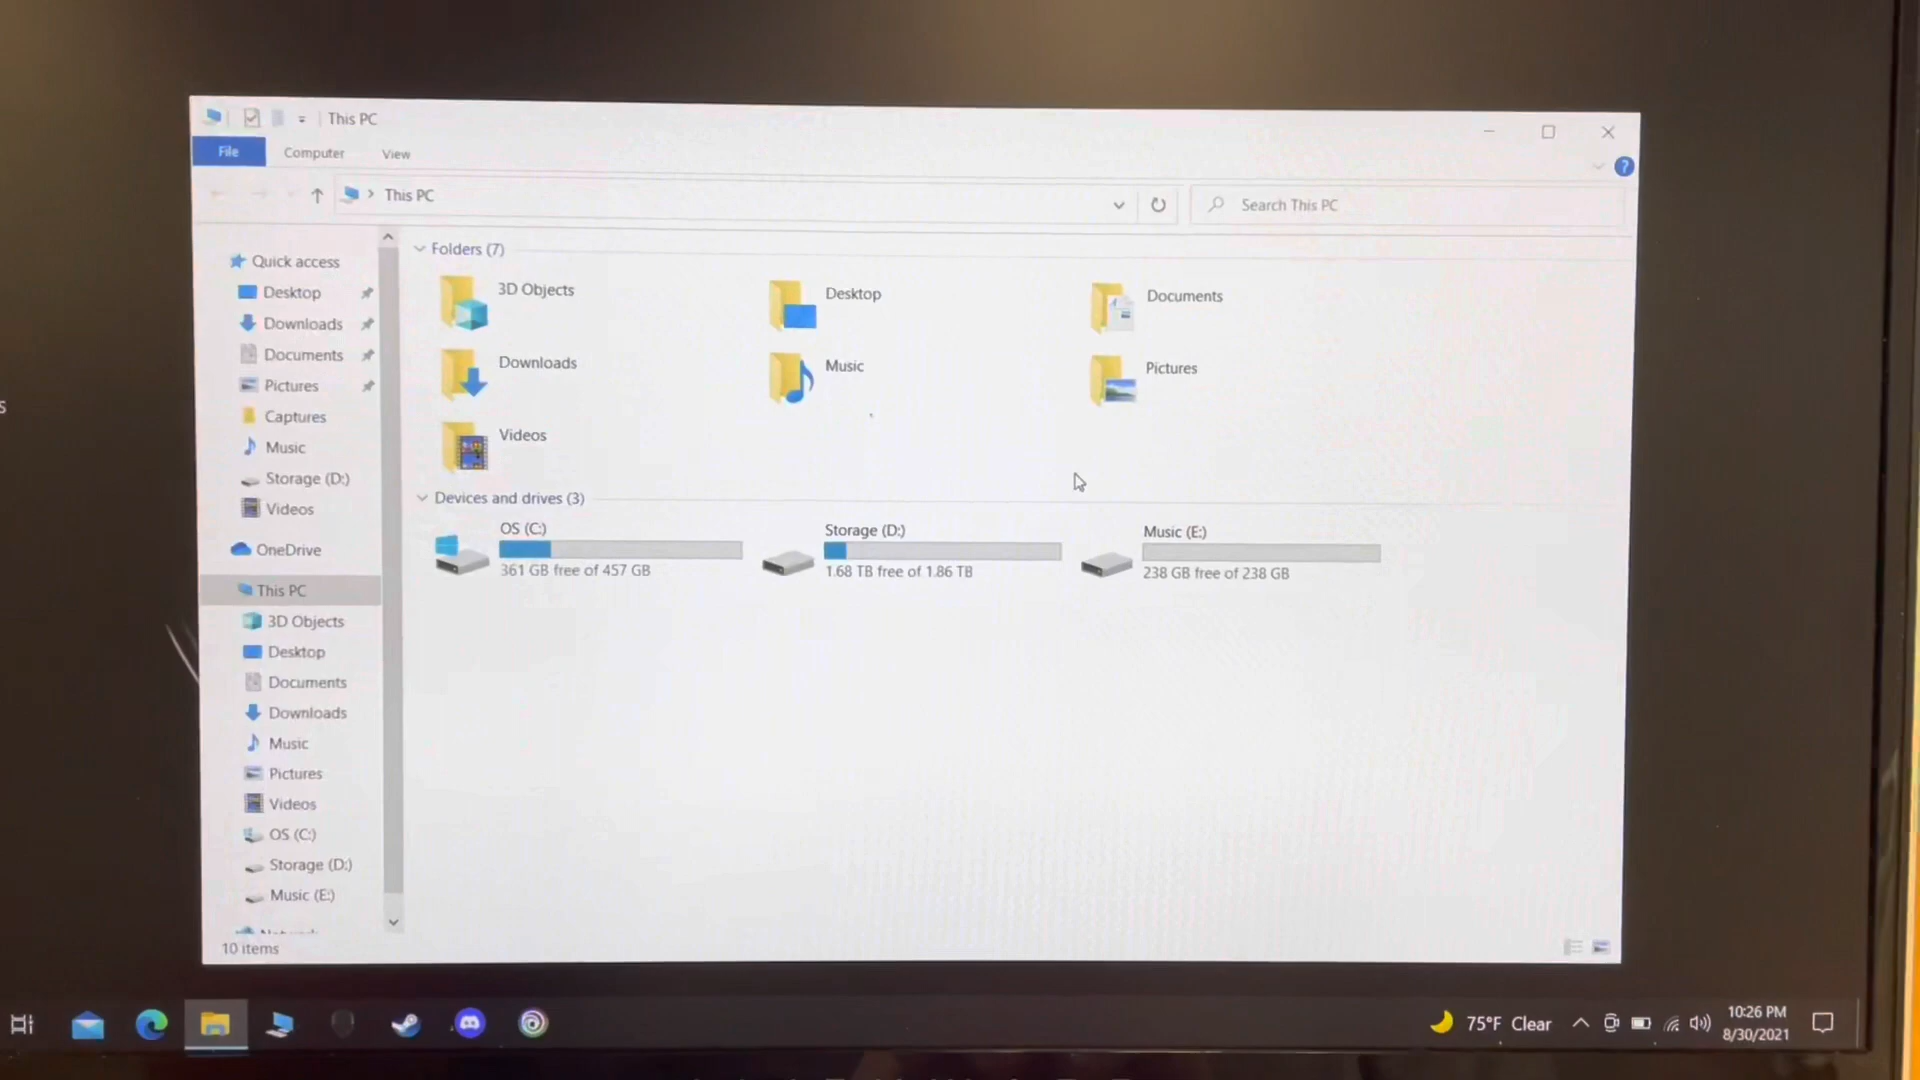 This PC
File Computer View
This PC
Search This PC
Quick access
Desktop
Downloads
Documents
Pictures
Captures
Music
Storage (D:)
Videos
OneDrive
This PC
3D Objects
Desktop
Documents
Downloads
Music
Pictures
Videos
OS (C:)
Storage (D:)
Music (E:)
10 items
Folders (7)
3D Objects
Desktop
Documents
Downloads
Music
Pictures
Videos
Devices and drives (3)
OS (C:)
361 GB free of 457 GB
Storage (D:)
1.68 TB free of 1.86 TB
Music (E:)
238 GB free of 238 GB
s
75°F Clear
10:26 PM
8/30/2021